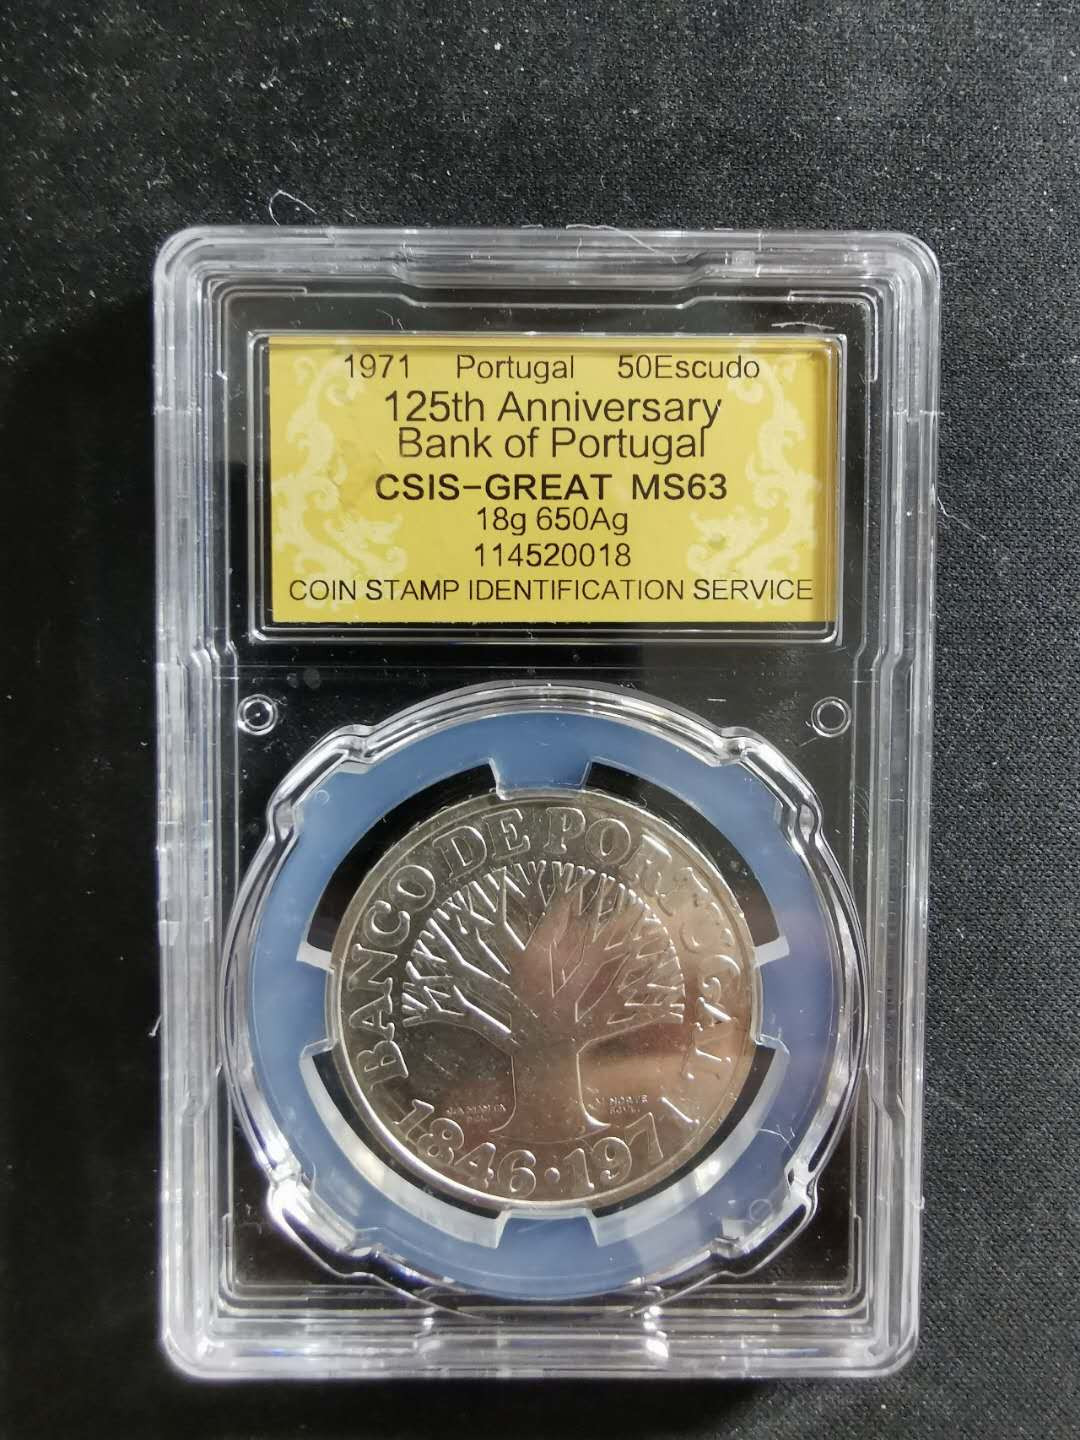 1971 Portugal 50Escudo
125th Anniversary
Bank of Portugal
CSIS-GREAT MS63
18g 650Ag
114520018
COIN STAMP IDENTIFICATION SERVICE
BANCO DE PORTUGAL
1846·1971